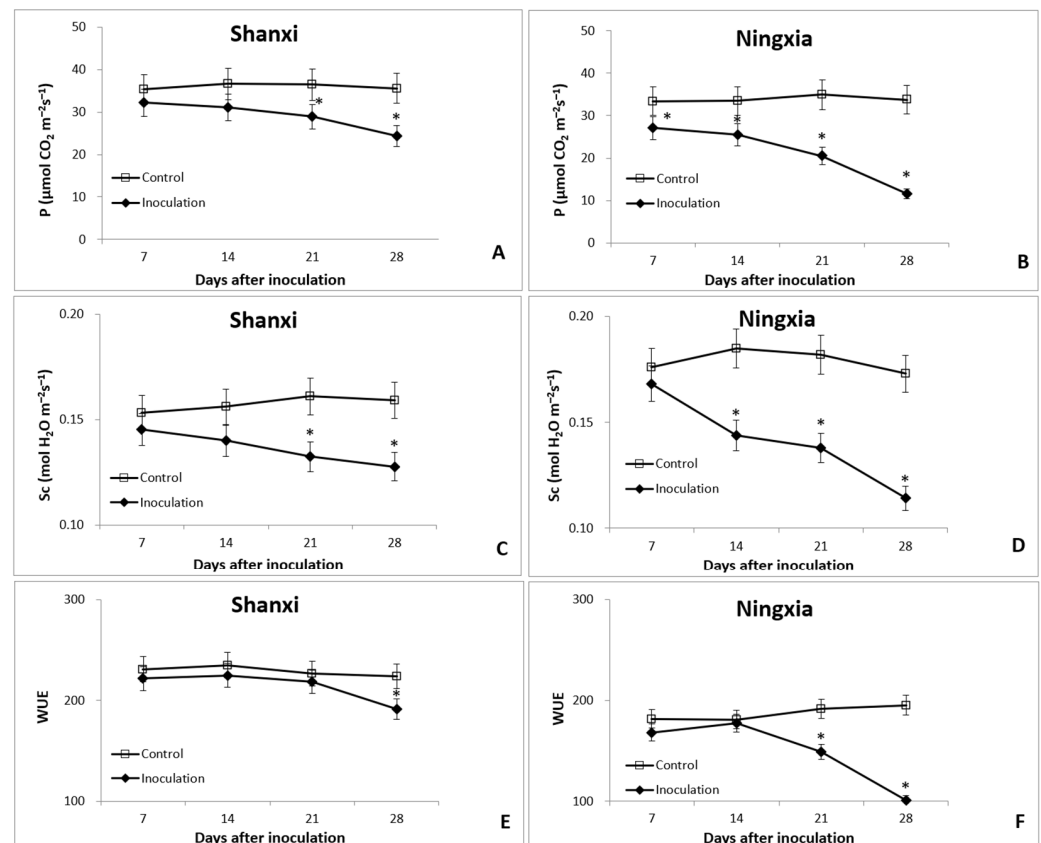 Shanxi
50
40
30
20
10
0
P (µmol CO₂ m⁻²s⁻¹)
*
*
Control
Inoculation
7 14 21 28
Days after inoculation
A
Ningxia
50
40
30
20
10
0
P (µmol CO₂ m⁻²s⁻¹)
*
*
*
*
Control
Inoculation
7 14 21 28
Days after inoculation
B
Shanxi
0.20
0.15
0.10
Sc (mol H₂O m⁻²s⁻¹)
*
*
Control
Inoculation
7 14 21 28
Days after inoculation
C
Ningxia
0.20
0.15
0.10
Sc (mol H₂O m⁻²s⁻¹)
*
*
*
Control
Inoculation
7 14 21 28
Days after inoculation
D
Shanxi
300
200
100
WUE
*
Control
Inoculation
7 14 21 28
Days after inoculation
E
Ningxia
300
200
100
WUE
*
*
Control
Inoculation
7 14 21 28
Days after inoculation
F